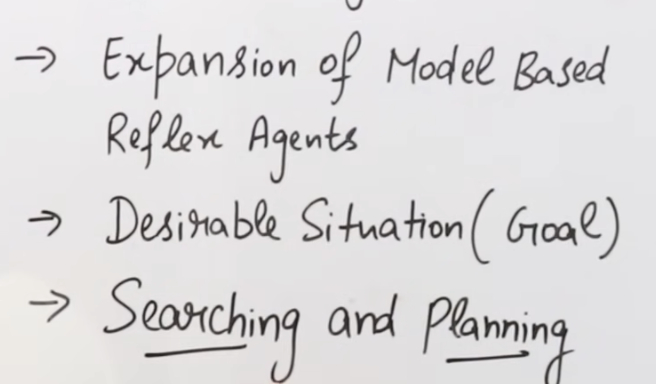 → Expansion of Model Based
Reflex Agents
→ Desirable Situation (Goal)
→ Searching and Planning